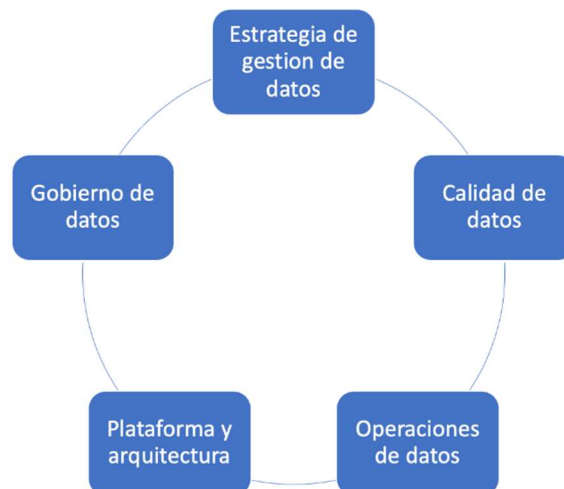 Estrategia de
gestion de
datos
Gobierno de
datos
Calidad de
datos
Plataforma y
arquitectura
Operaciones
de datos